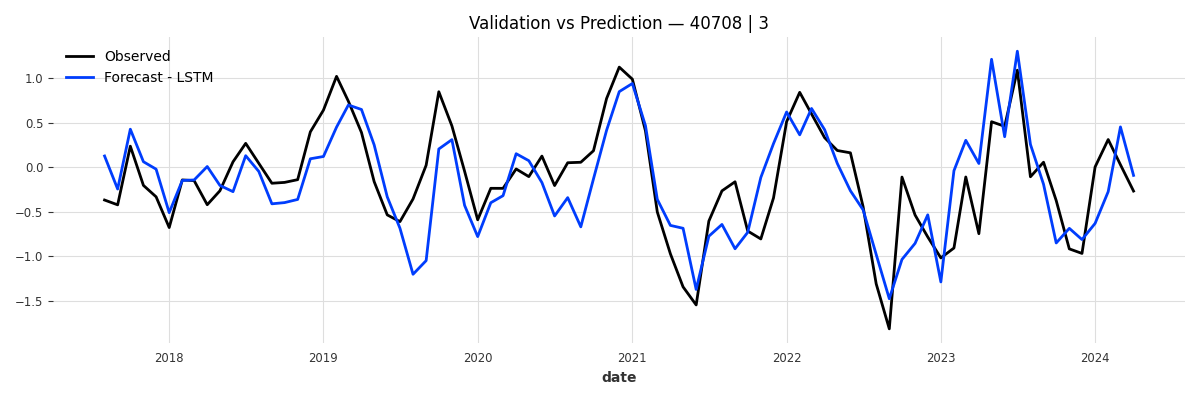 Validation vs Prediction — 40708 | 3
Observed
Forecast - LSTM
1.0
0.5
0.0
−0.5
−1.0
−1.5
2018 2019 2020 2021 2022 2023 2024
date